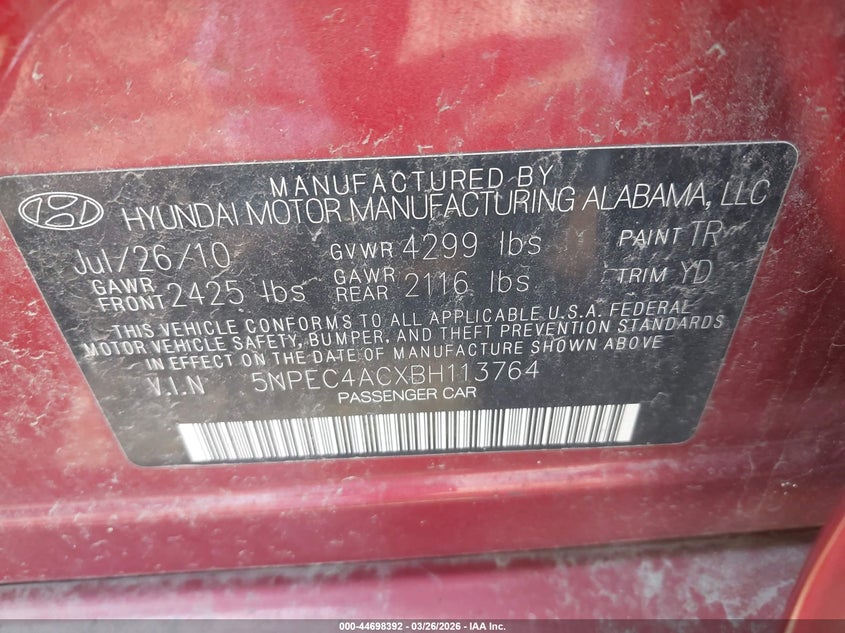 MANUFACTURED BY
HYUNDAI MOTOR MANUFACTURING ALABAMA, LLC
Jul/26/10 GVWR 4299 lbs PAINT TR
GAWR FRONT 2425 lbs GAWR REAR 2116 lbs TRIM YD
THIS VEHICLE CONFORMS TO ALL APPLICABLE U.S.A. FEDERAL
MOTOR VEHICLE SAFETY, BUMPER, AND THEFT PREVENTION STANDARDS
IN EFFECT ON THE DATE OF MANUFACTURE SHOWN ABOVE
V.I.N 5NPEC4ACXBH113764
PASSENGER CAR
000-44698392 - 03/26/2026 - IAA Inc.